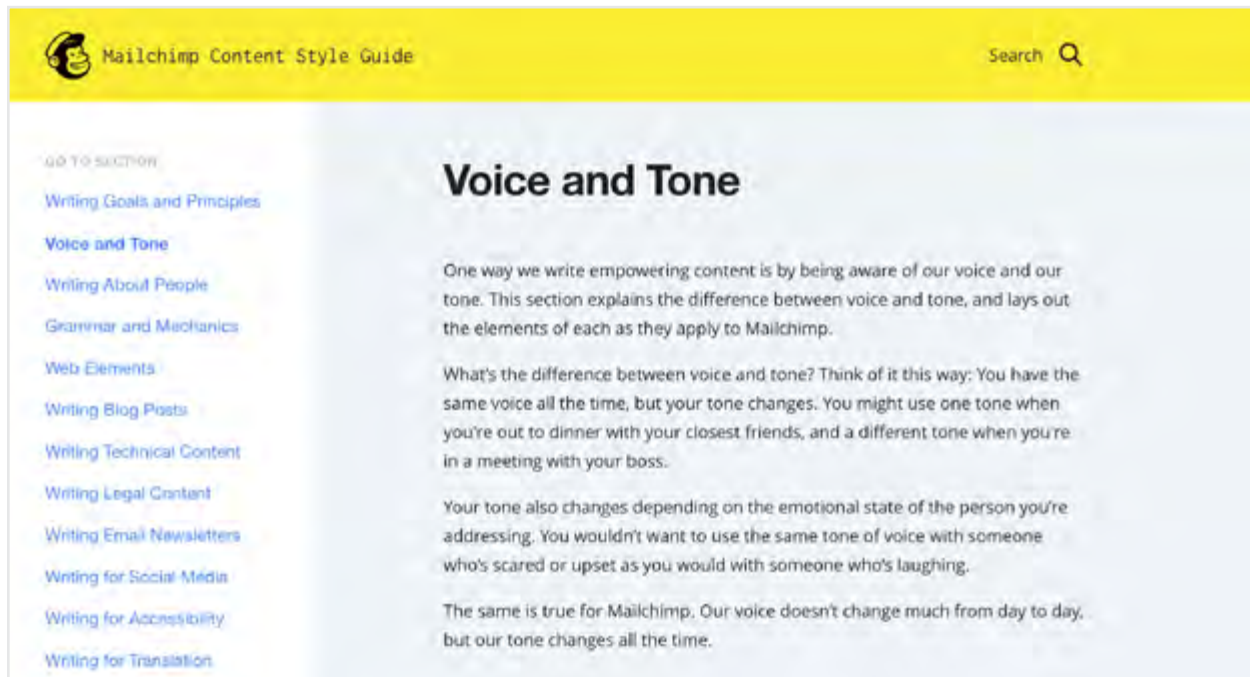 Mailchimp Content Style Guide
Search
GO TO SECTION
Writing Goals and Principles
Voice and Tone
Writing About People
Grammar and Mechanics
Web Elements
Writing Blog Posts
Writing Technical Content
Writing Legal Content
Writing Email Newsletters
Writing for Social Media
Writing for Accessibility
Writing for Translation
Voice and Tone
One way we write empowering content is by being aware of our voice and our
tone. This section explains the difference between voice and tone, and lays out
the elements of each as they apply to Mailchimp.
What's the difference between voice and tone? Think of it this way: You have the
same voice all the time, but your tone changes. You might use one tone when
you're out to dinner with your closest friends, and a different tone when you're
in a meeting with your boss.
Your tone also changes depending on the emotional state of the person you're
addressing. You wouldn't want to use the same tone of voice with someone
who's scared or upset as you would with someone who's laughing.
The same is true for Mailchimp. Our voice doesn't change much from day to day,
but our tone changes all the time.